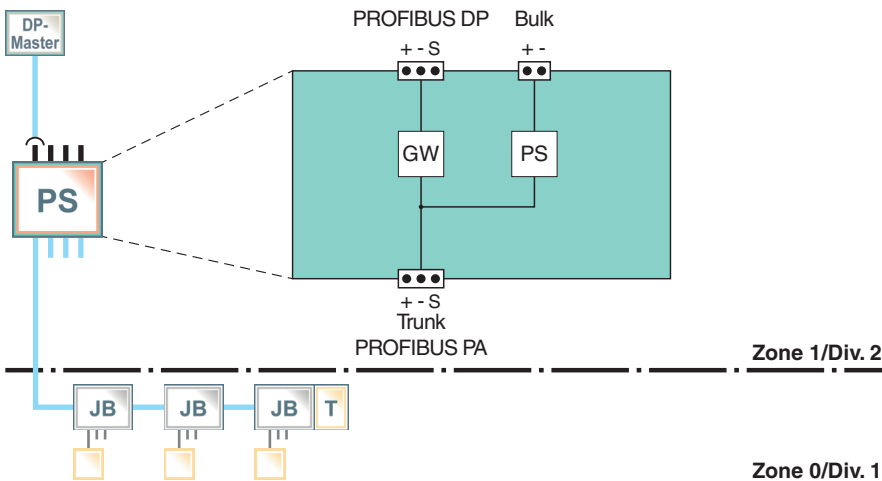 DP-
Master
PROFIBUS DP
Bulk
+ - S
+ -
GW
PS
PS
+ - S
Trunk
PROFIBUS PA
Zone 1/Div. 2
JB
JB
JB
T
Zone 0/Div. 1